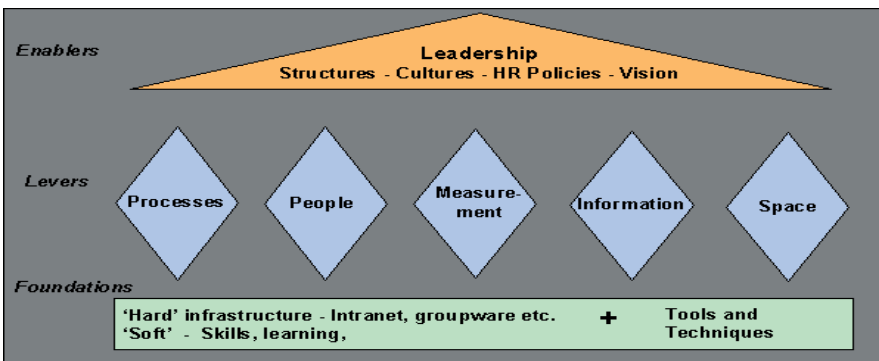 Enablers
Leadership
Structures - Cultures - HR Policies - Vision
Levers
Processes
People
Measure-
ment
Information
Space
Foundations
‘Hard’ infrastructure - Intranet, groupware etc.
‘Soft’ - Skills, learning,
+
Tools and
Techniques